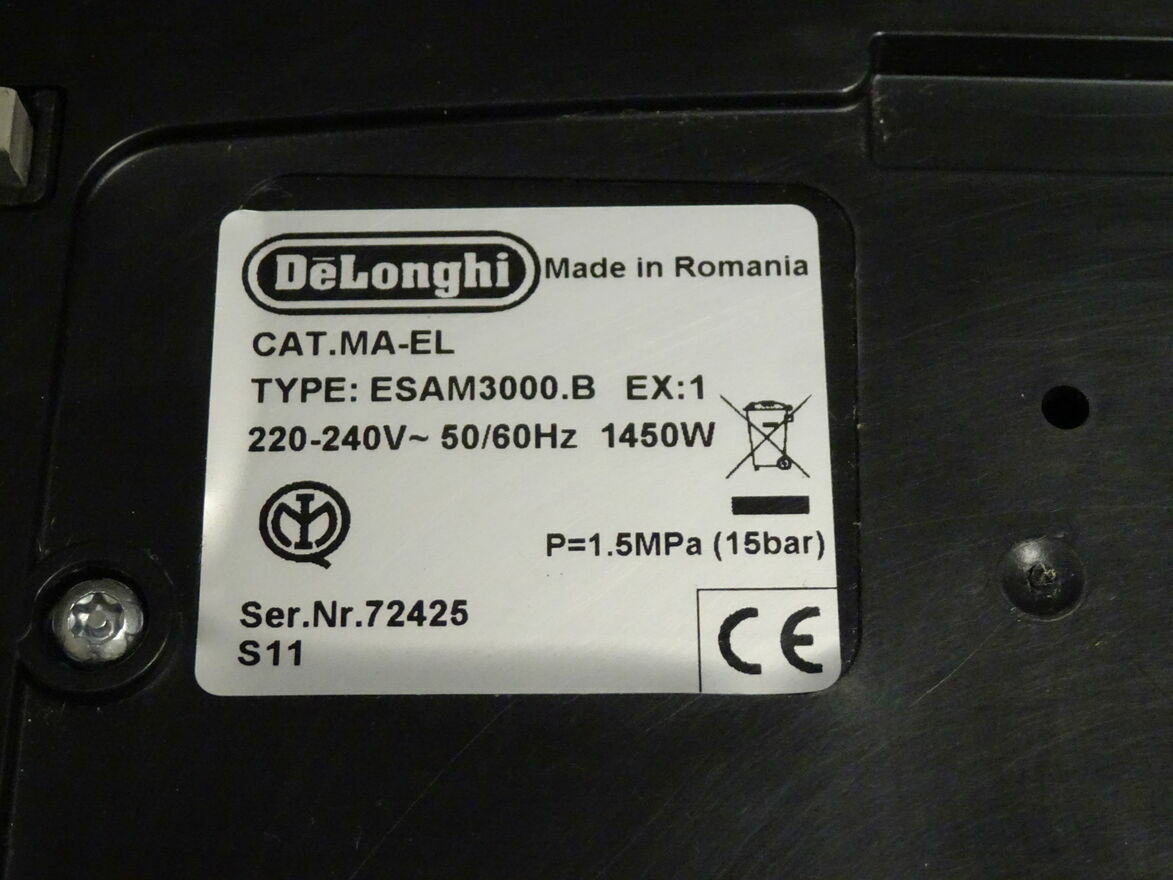 DēLonghi Made in Romania
CAT.MA-EL
TYPE: ESAM3000.B EX:1
220-240V~ 50/60Hz 1450W
IMQ
P=1.5MPa (15bar)
Ser.Nr.72425
S11
CE